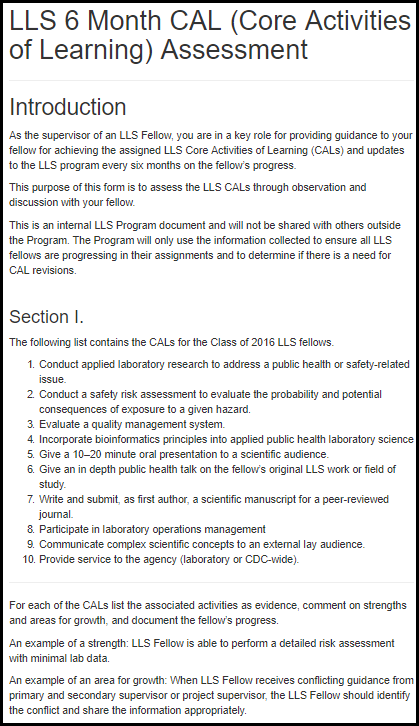 LLS 6 Month CAL (Core Activities
of Learning) Assessment
Introduction
As the supervisor of an LLS Fellow, you are in a key role for providing guidance to your
fellow for achieving the assigned LLS Core Activities of Learning (CALs) and updates
to the LLS program every six months on the fellow's progress.
This purpose of this form is to assess the LLS CALs through observation and
discussion with your fellow.
This is an internal LLS Program document and will not be shared with others outside
the Program. The Program will only use the information collected to ensure all LLS
fellows are progressing in their assignments and to determine if there is a need for
CAL revisions.
Section I.
The following list contains the CALs for the Class of 2016 LLS fellows.
1. Conduct applied laboratory research to address a public health or safety-related
issue.
2. Conduct a safety risk assessment to evaluate the probability and potential
consequences of exposure to a given hazard.
3. Evaluate a quality management system.
4. Incorporate bioinformatics principles into applied public health laboratory science
5. Give a 10–20 minute oral presentation to a scientific audience.
6. Give an in depth public health talk on the fellow's original LLS work or field of
study.
7. Write and submit, as first author, a scientific manuscript for a peer-reviewed
journal.
8. Participate in laboratory operations management
9. Communicate complex scientific concepts to an external lay audience.
10. Provide service to the agency (laboratory or CDC-wide).
For each of the CALs list the associated activities as evidence, comment on strengths
and areas for growth, and document the fellow's progress.
An example of a strength: LLS Fellow is able to perform a detailed risk assessment
with minimal lab data.
An example of an area for growth: When LLS Fellow receives conflicting guidance from
primary and secondary supervisor or project supervisor, the LLS Fellow should identify
the conflict and share the information appropriately.